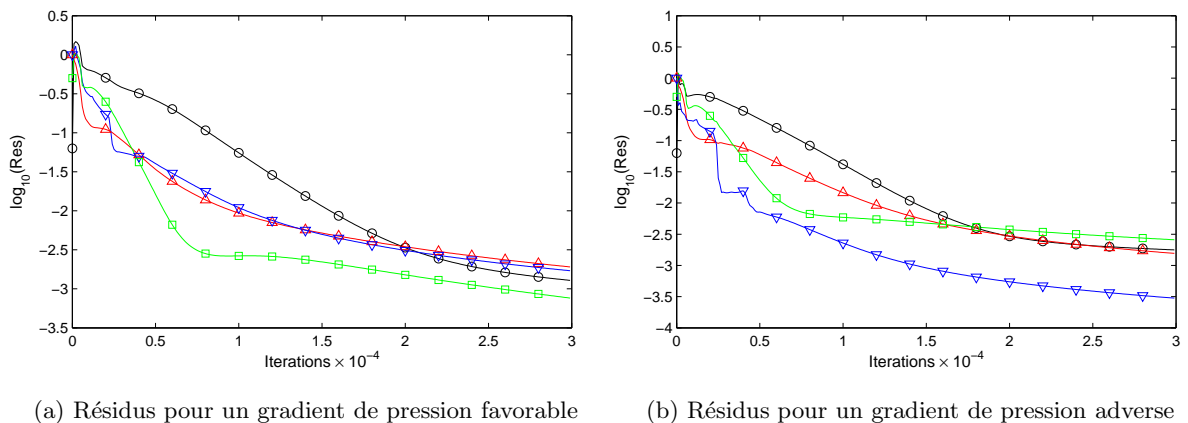 0.5
0
−0.5
−1
−1.5
−2
−2.5
−3
−3.5
log10(Res)
0 0.5 1 1.5 2 2.5 3
Iterations × 10−4
(a) Résidus pour un gradient de pression favorable
1
0.5
0
−0.5
−1
−1.5
−2
−2.5
−3
−3.5
−4
log10(Res)
0 0.5 1 1.5 2 2.5 3
Iterations × 10−4
(b) Résidus pour un gradient de pression adverse